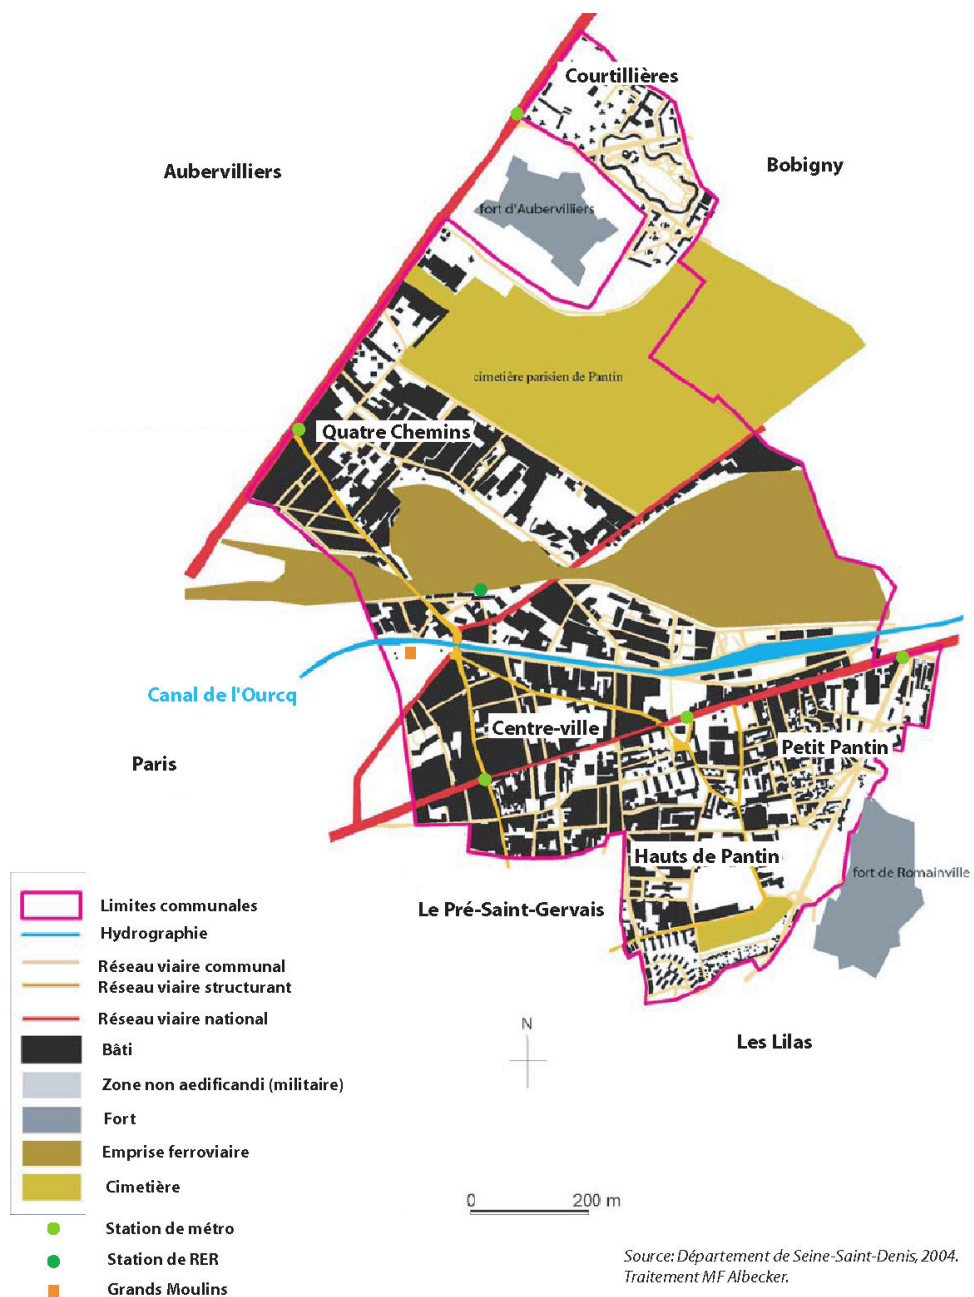 Courtillières
Aubervilliers
Bobigny
fort d'Aubervilliers
cimetière parisien de Pantin
Quatre Chemins
Canal de l'Ourcq
Centre-ville
Petit Pantin
Paris
Hauts de Pantin
fort de Romainville
Le Pré-Saint-Gervais
Les Lilas
Limites communales
Hydrographie
Réseau viaire communal
Réseau viaire structurant
Réseau viaire national
Bâti
Zone non aedificandi (militaire)
Fort
Emprise ferroviaire
Cimetière
Station de métro
Station de RER
Grands Moulins
N
0 200 m
Source: Département de Seine-Saint-Denis, 2004.
Traitement MF Albecker.